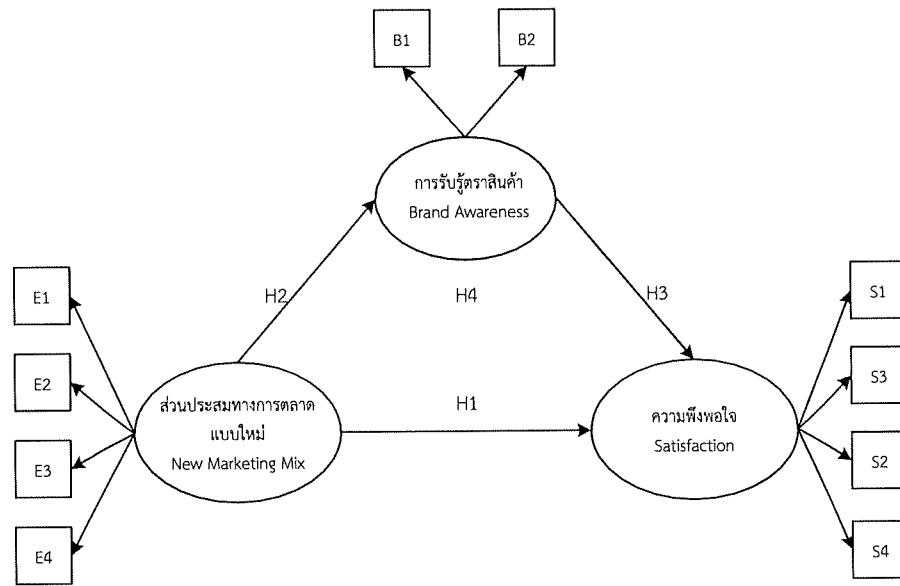 B1
B2
การรับรู้ตราสินค้า
Brand Awareness
H2
H4
H3
E1
E2
E3
E4
ส่วนประสมทางการตลาด
แบบใหม่
New Marketing Mix
H1
ความพึงพอใจ
Satisfaction
S1
S3
S2
S4